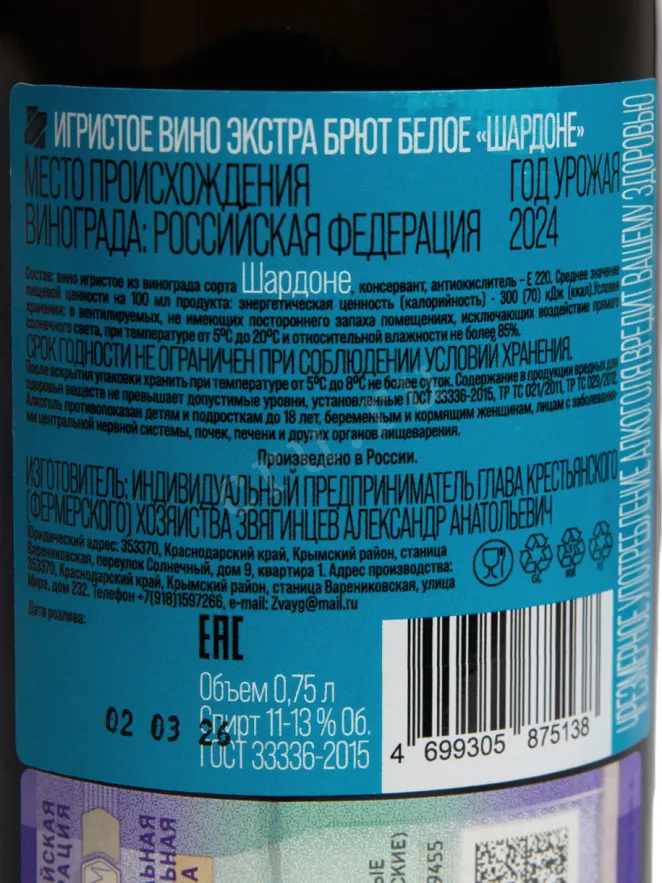 ИГРИСТОЕ ВИНО ЭКСТРА БРЮТ БЕЛОЕ «ШАРДОНЕ»
МЕСТО ПРОИСХОЖДЕНИЯ
ВИНОГРАДА: РОССИЙСКАЯ ФЕДЕРАЦИЯ
ГОД УРОЖАЯ
2024
Состав: вино игристое из винограда сорта Шардоне, консервант, антиокислитель - Е 220. Среднее значение
пищевой ценности на 100 мл продукта: энергетическая ценность (калорийность) - 300 (70) кДж (ккал).Условия
хранения: в вентилируемых, не имеющих постороннего запаха помещениях, исключающих воздействие прямого
солнечного света, при температуре от 5⁰С до 20⁰С и относительной влажности не более 85%.
СРОК ГОДНОСТИ НЕ ОГРАНИЧЕН ПРИ СОБЛЮДЕНИИ УСЛОВИЙ ХРАНЕНИЯ.
После вскрытия упаковки хранить при температуре от 5⁰С до 8⁰С не более суток. Содержание в продукции вредных для
здоровья веществ не превышает допустимые уровни, установленные ГОСТ 33336-2015, ТР ТС 021/2011, ТР ТС 029/2012.
Алкоголь противопоказан детям и подросткам до 18 лет, беременным и кормящим женщинам, лицам с заболевания-
ми центральной нервной системы, почек, печени и других органов пищеварения.
Произведено в России.
ИЗГОТОВИТЕЛЬ: ИНДИВИДУАЛЬНЫЙ ПРЕДПРИНИМАТЕЛЬ ГЛАВА КРЕСТЬЯНСКОГО
(ФЕРМЕРСКОГО) ХОЗЯЙСТВА ЗВЯГИНЦЕВ АЛЕКСАНДР АНАТОЛЬЕВИЧ
Юридический адрес: 353370, Краснодарский край, Крымский район, станица
Варениковская, переулок Солнечный, дом 9, квартира 1. Адрес производства:
353370, Краснодарский край, Крымский район, станица Варениковская, улица
Мира, дом 232. Телефон +7(918)1597266, e-mail: Zvayg@mail.ru
Дата розлива:
02 03 26
EAC
Объем 0,75 л
Спирт 11-13 % Об.
ГОСТ 33336-2015
4 699305 875138
ЧРЕЗМЕРНОЕ УПОТРЕБЛЕНИЕ АЛКОГОЛЯ ВРЕДИТ ВАШЕМУ ЗДОРОВЬЮ